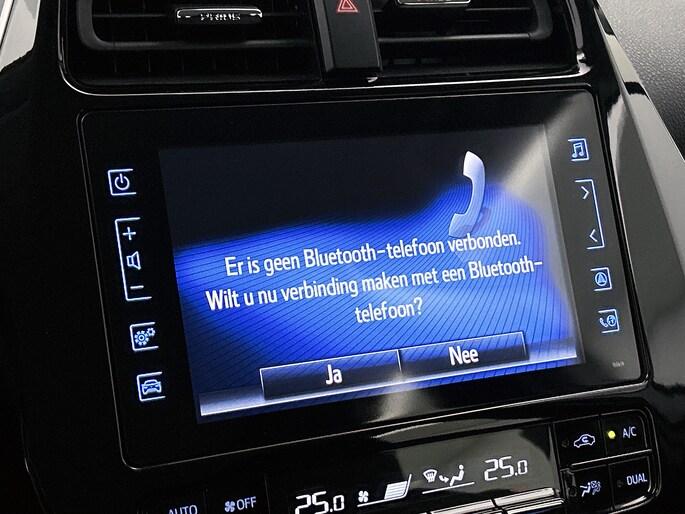 Er is geen Bluetooth-telefoon verbonden.
Wilt u nu verbinding maken met een Bluetooth-
telefoon?
Ja
Nee
A/C
25.0
25.0
AUTO
OFF
DUAL